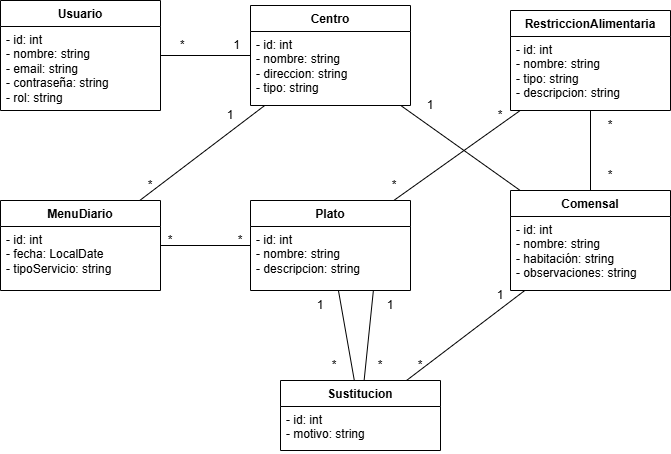 Usuario
- id: int
- nombre: string
- email: string
- contraseña: string
- rol: string
* 1
Centro
- id: int
- nombre: string
- direccion: string
- tipo: string
RestriccionAlimentaria
- id: int
- nombre: string
- tipo: string
- descripcion: string
1
1
*
*
*
*
*
MenuDiario
- id: int
- fecha: LocalDate
- tipoServicio: string
* *
Plato
- id: int
- nombre: string
- descripcion: string
Comensal
- id: int
- nombre: string
- habitación: string
- observaciones: string
1 1 1
* * *
Sustitucion
- id: int
- motivo: string